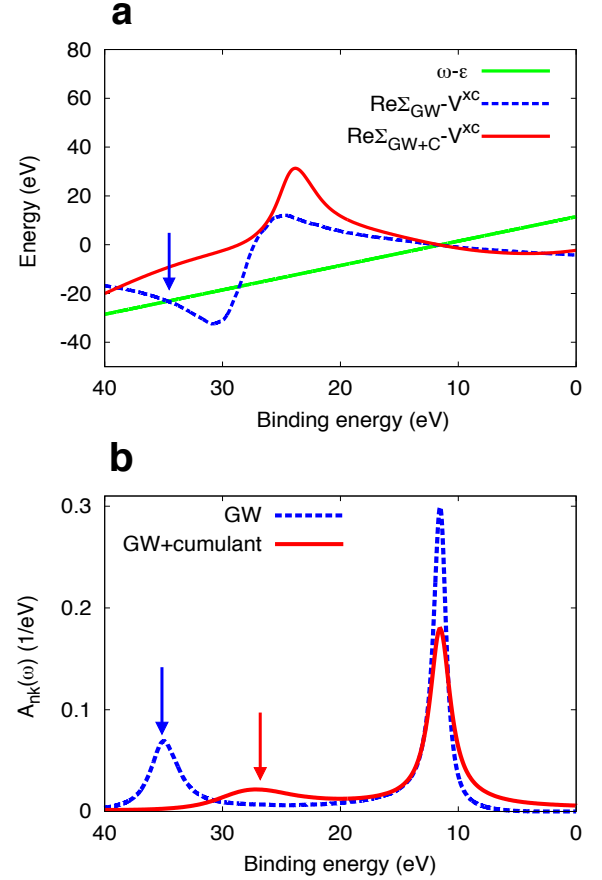 a
80
60
40
20
0
-20
-40
40
30
20
10
0
Energy (eV)
Binding energy (eV)
ω-ε
ReΣGW-Vxc
ReΣGW+C-Vxc
b
0.3
0.2
0.1
0
40
30
20
10
0
Ank(ω) (1/eV)
Binding energy (eV)
GW
GW+cumulant